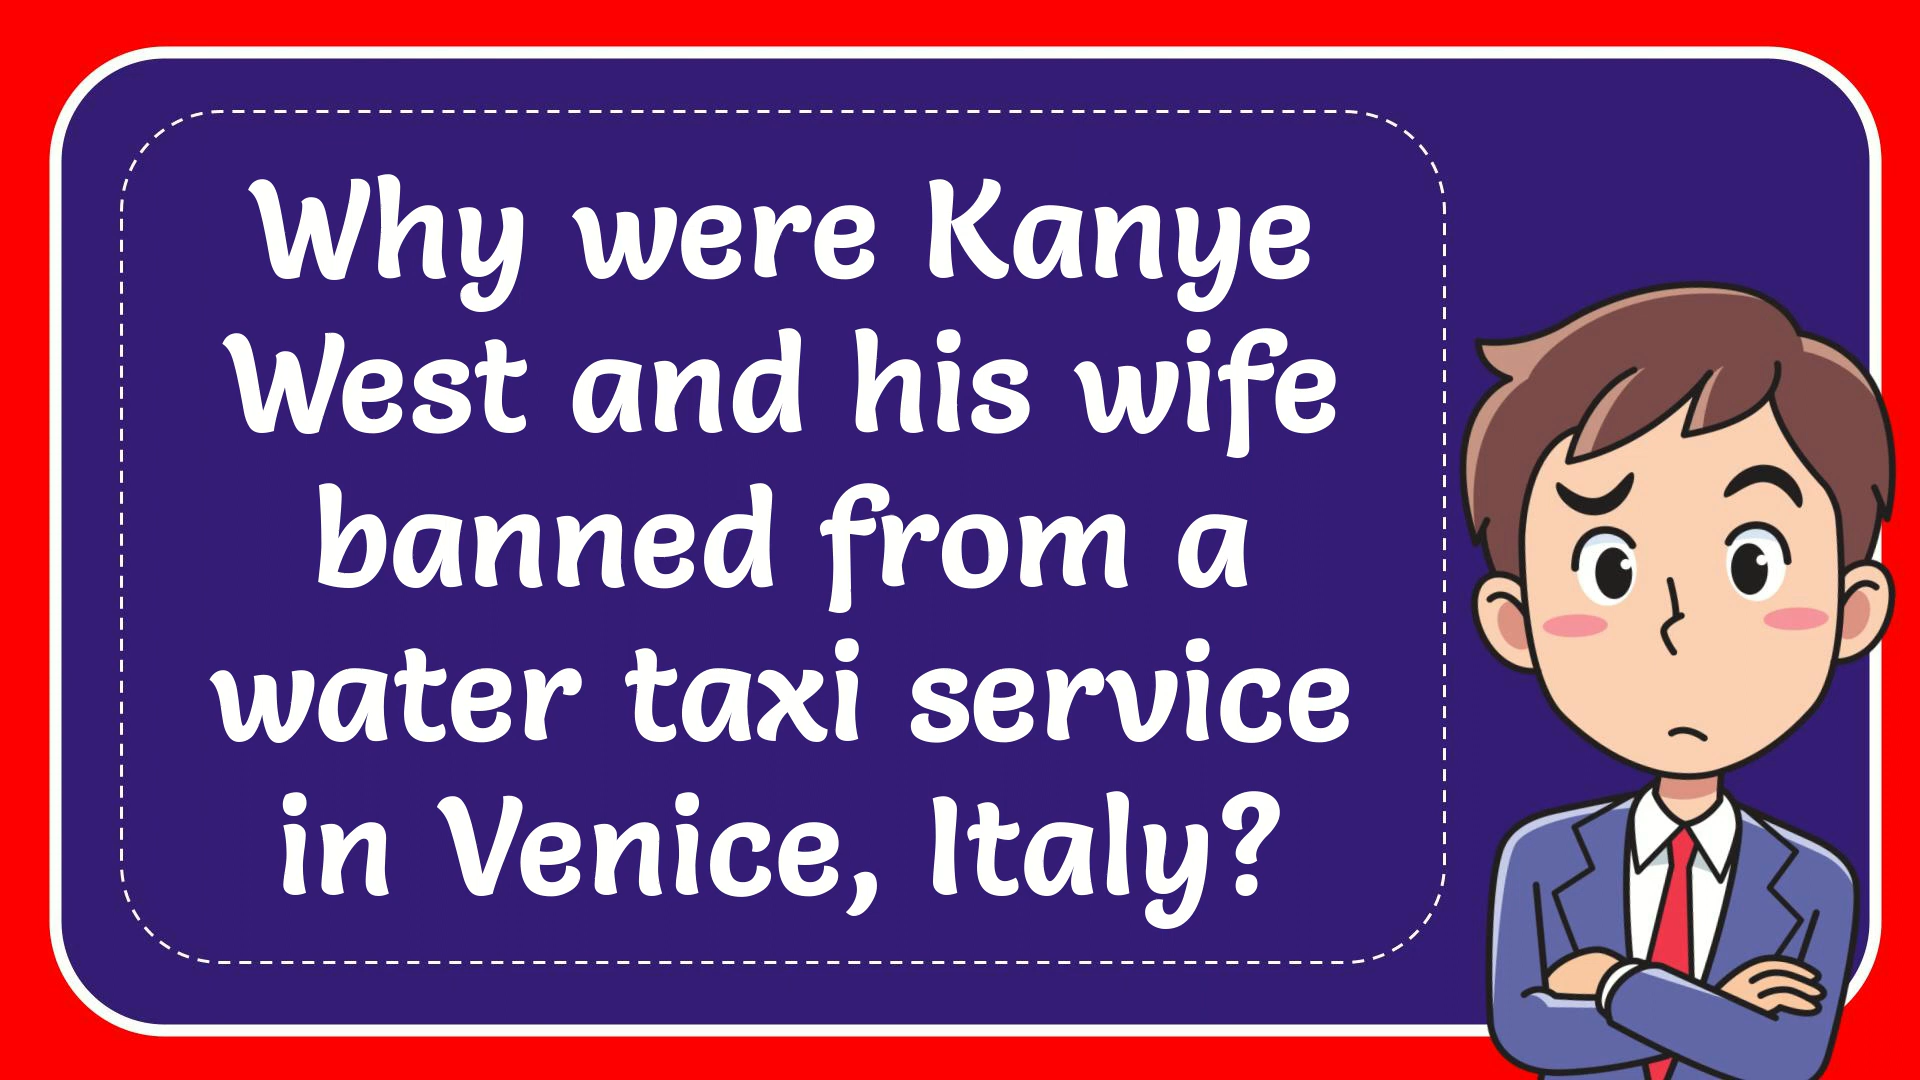 Why were Kanye
West and his wife
banned from a
water taxi service
in Venice, Italy?